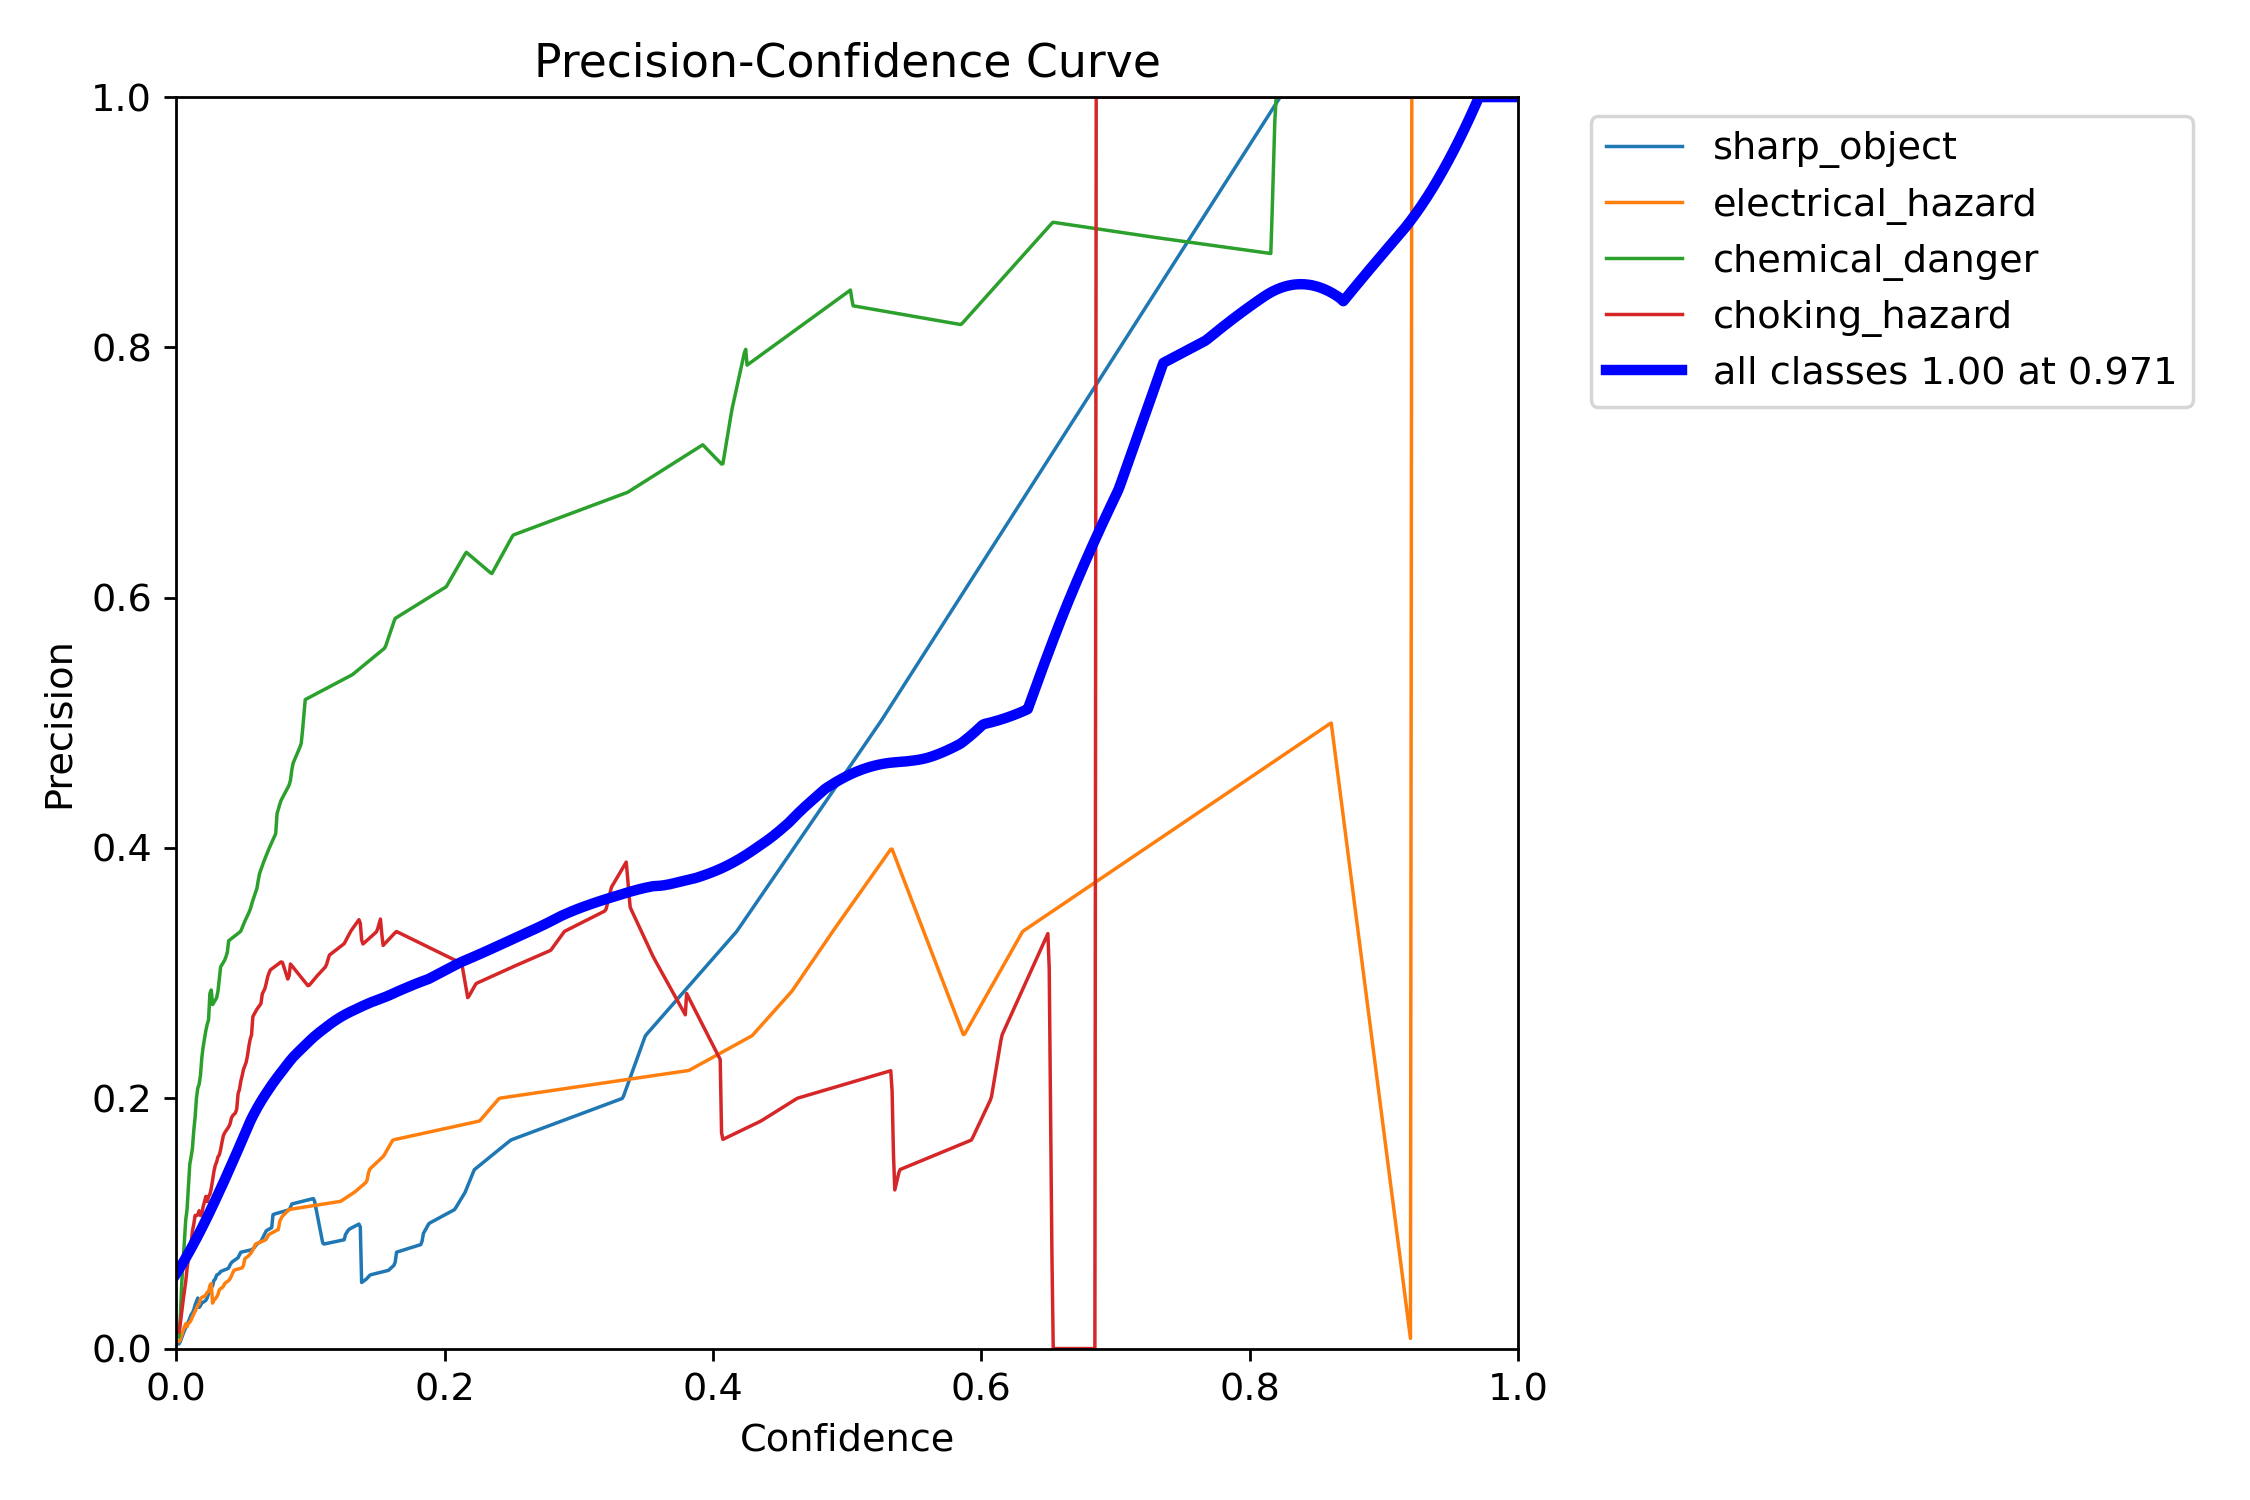 Precision-Confidence Curve
1.0
0.8
0.6
0.4
0.2
0.0
Precision
0.0 0.2 0.4 0.6 0.8 1.0
Confidence
sharp_object
electrical_hazard
chemical_danger
choking_hazard
all classes 1.00 at 0.971